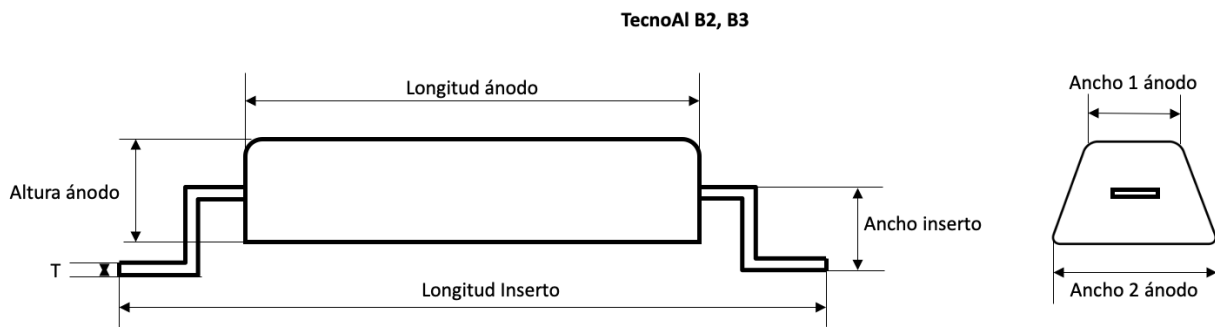 TecnoAl B2, B3
Longitud ánodo
Ancho 1 ánodo
Altura ánodo
Ancho inserto
T
Longitud Inserto
Ancho 2 ánodo